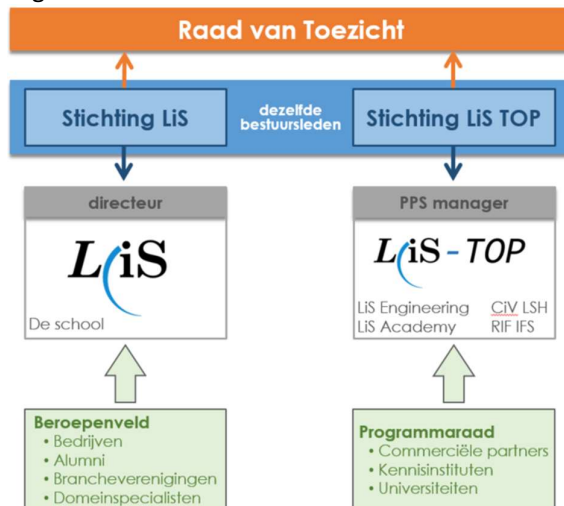 Raad van Toezicht
Stichting LiS
dezelfde
bestuursleden
Stichting LiS TOP
directeur
LiS
De school
PPS manager
LiS - TOP
LiS Engineering CiV LSH
LiS Academy RIF IFS
Beroepenveld
• Bedrijven
• Alumni
• Brancheverenigingen
• Domeinspecialisten
Programmaraad
• Commerciële partners
• Kennisinstituten
• Universiteiten